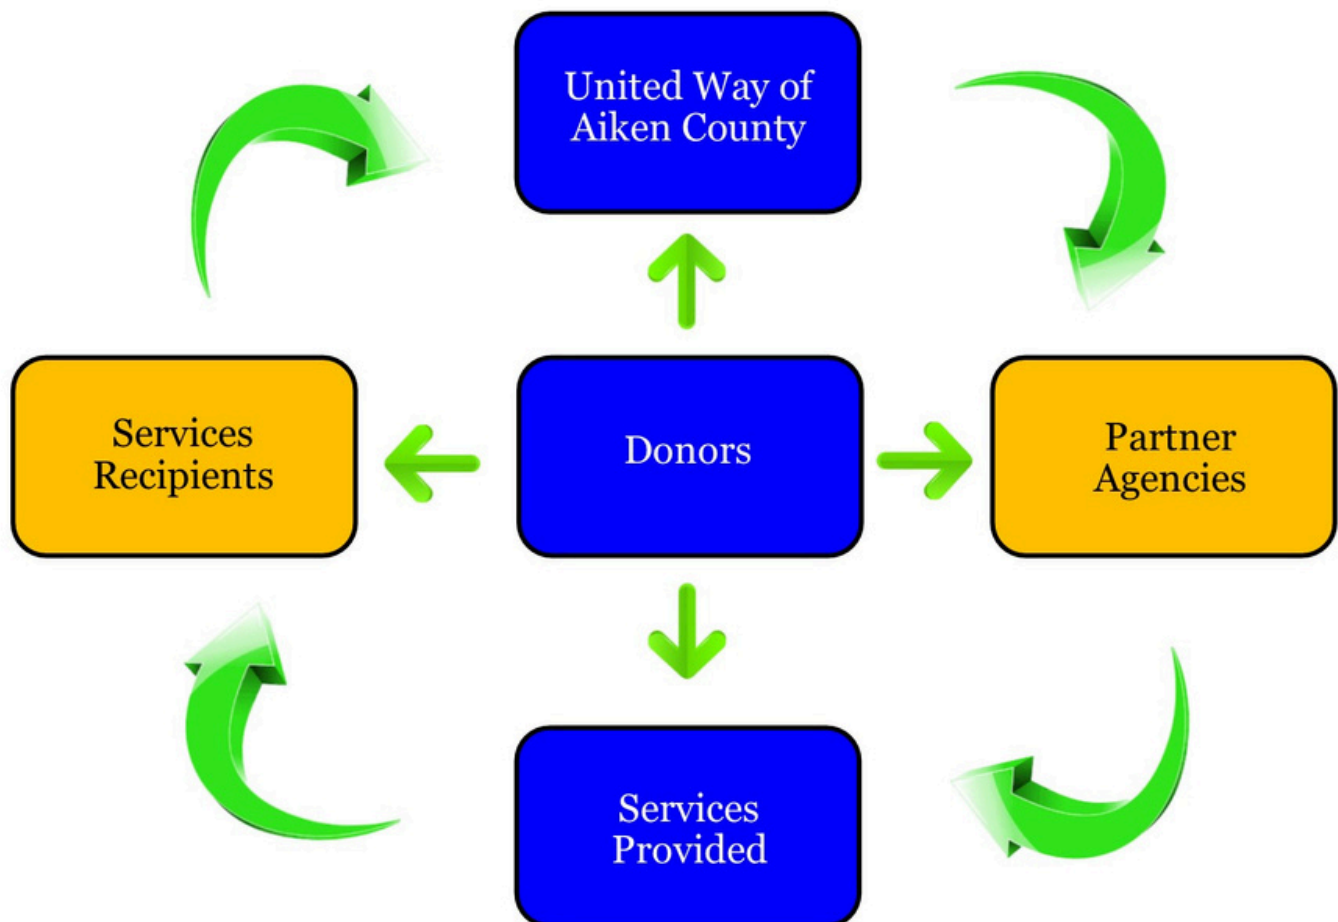 United Way of
Aiken County
Services
Recipients
Donors
Partner
Agencies
Services
Provided